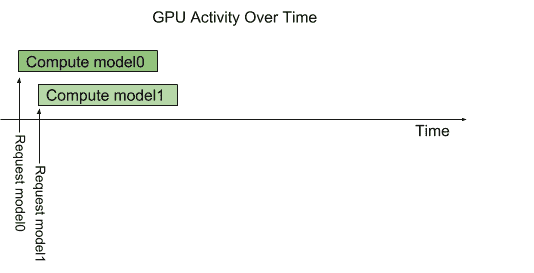 GPU Activity Over Time
Compute model0
Compute model1
Time
Request model0
Request model1